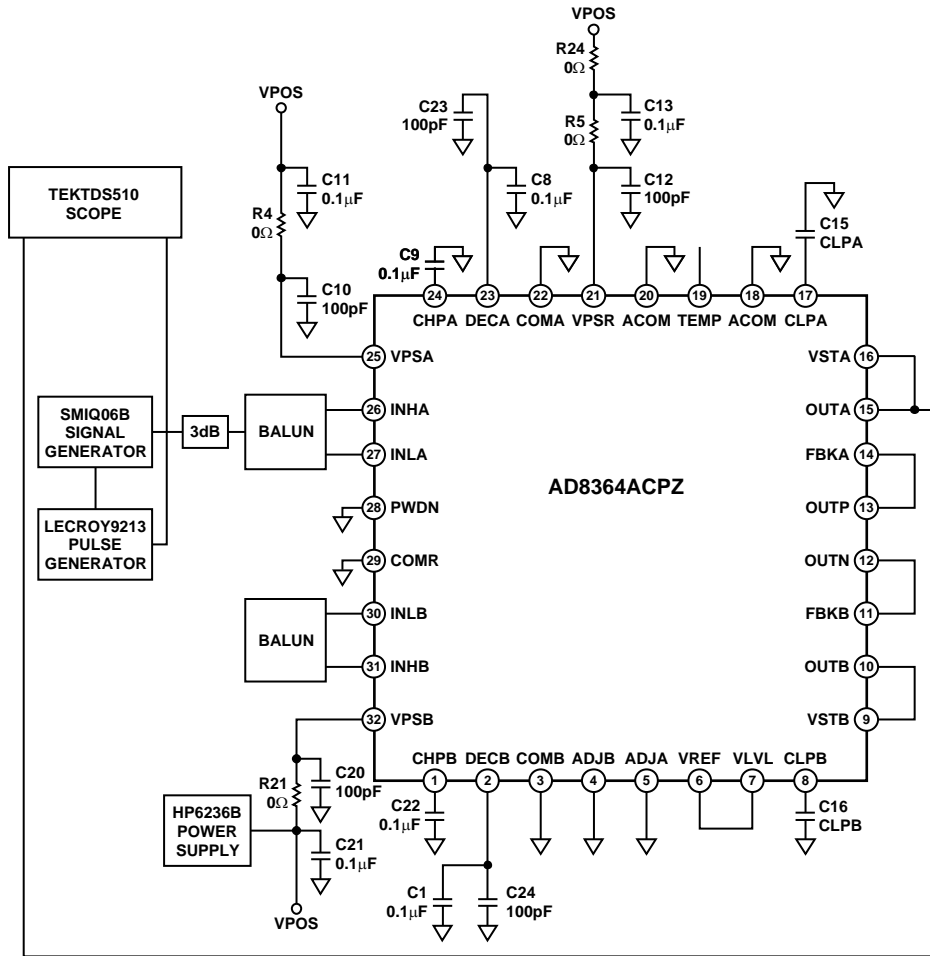 VPOS
R24
0Ω
C13
0.1μF
R5
0Ω
C12
100pF
VPOS
C23
100pF
C8
0.1μF
C11
0.1μF
R4
0Ω
C10
100pF
C9
0.1μF
C15
CLPA
TEKTDS510
SCOPE
24 23 22 21 20 19 18 17
CHPA DECA COMA VPSR ACOM TEMP ACOM CLPA
25 VPSA
26 INHA
27 INLA
28 PWDN
29 COMR
30 INLB
31 INHB
32 VPSB
VSTA 16
OUTA 15
FBKA 14
OUTP 13
OUTN 12
FBKB 11
OUTB 10
VSTB 9
AD8364ACPZ
SMIQ06B
SIGNAL
GENERATOR
3dB
BALUN
LECROY9213
PULSE
GENERATOR
BALUN
CHPB DECB COMB ADJB ADJA VREF VLVL CLPB
1 2 3 4 5 6 7 8
C20
100pF
R21
0Ω
HP6236B
POWER
SUPPLY
C21
0.1μF
VPOS
C22
0.1μF
C16
CLPB
C1
0.1μF
C24
100pF